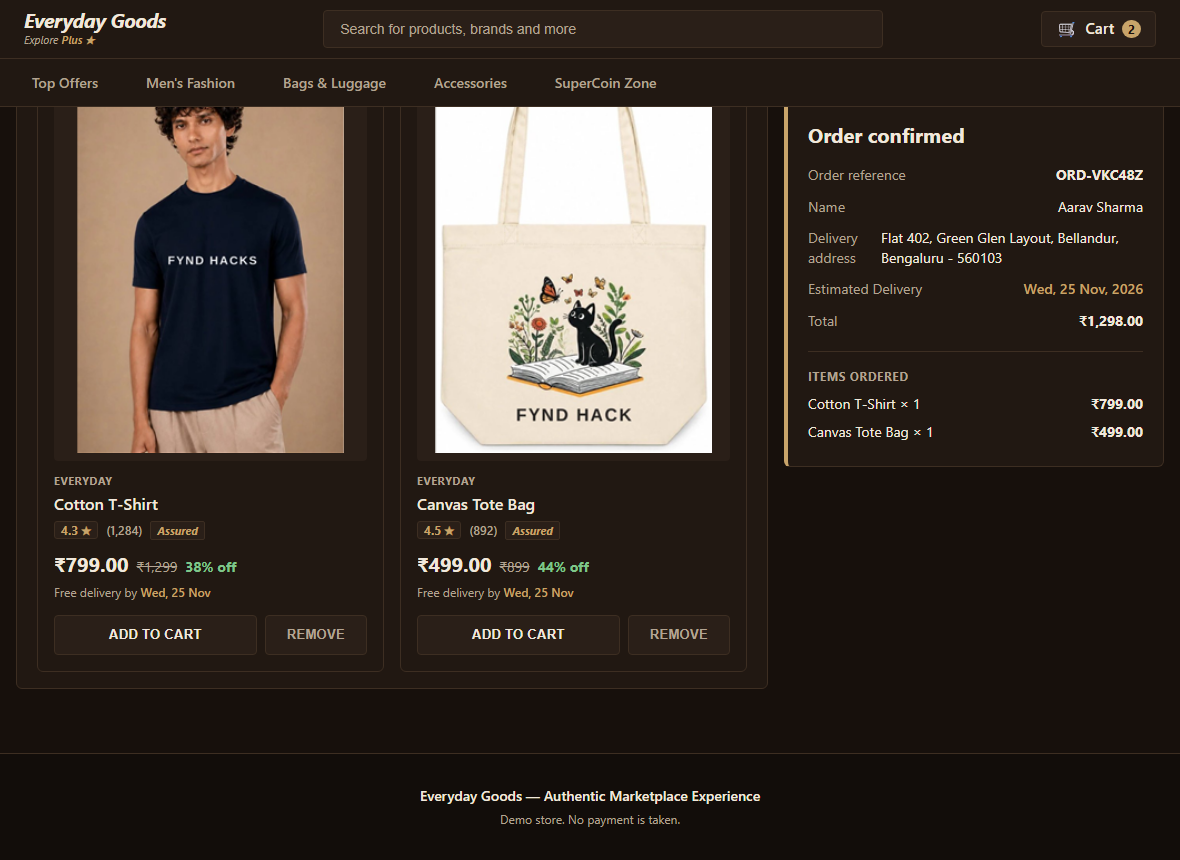 Everyday Goods
Explore Plus ★
Search for products, brands and more
Cart 2
Top Offers
Men's Fashion
Bags & Luggage
Accessories
SuperCoin Zone
FYND HACKS
FYND HACK
EVERYDAY
Cotton T-Shirt
4.3 ★ (1,284) Assured
₹799.00 ₹1,299 38% off
Free delivery by Wed, 25 Nov
ADD TO CART
REMOVE
EVERYDAY
Canvas Tote Bag
4.5 ★ (892) Assured
₹499.00 ₹899 44% off
Free delivery by Wed, 25 Nov
ADD TO CART
REMOVE
Order confirmed
Order reference ORD-VKC48Z
Name Aarav Sharma
Delivery address Flat 402, Green Glen Layout, Bellandur,
Bengaluru - 560103
Estimated Delivery Wed, 25 Nov, 2026
Total ₹1,298.00
ITEMS ORDERED
Cotton T-Shirt × 1 ₹799.00
Canvas Tote Bag × 1 ₹499.00
Everyday Goods — Authentic Marketplace Experience
Demo store. No payment is taken.